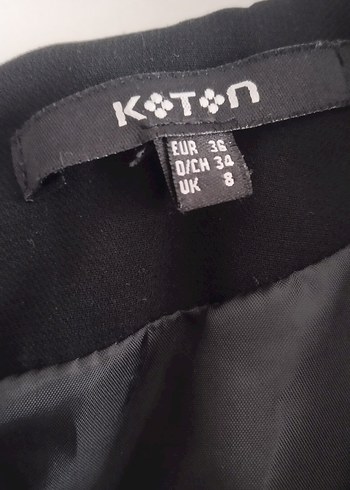 KOTON
EUR 36
D/CH 34
UK 8